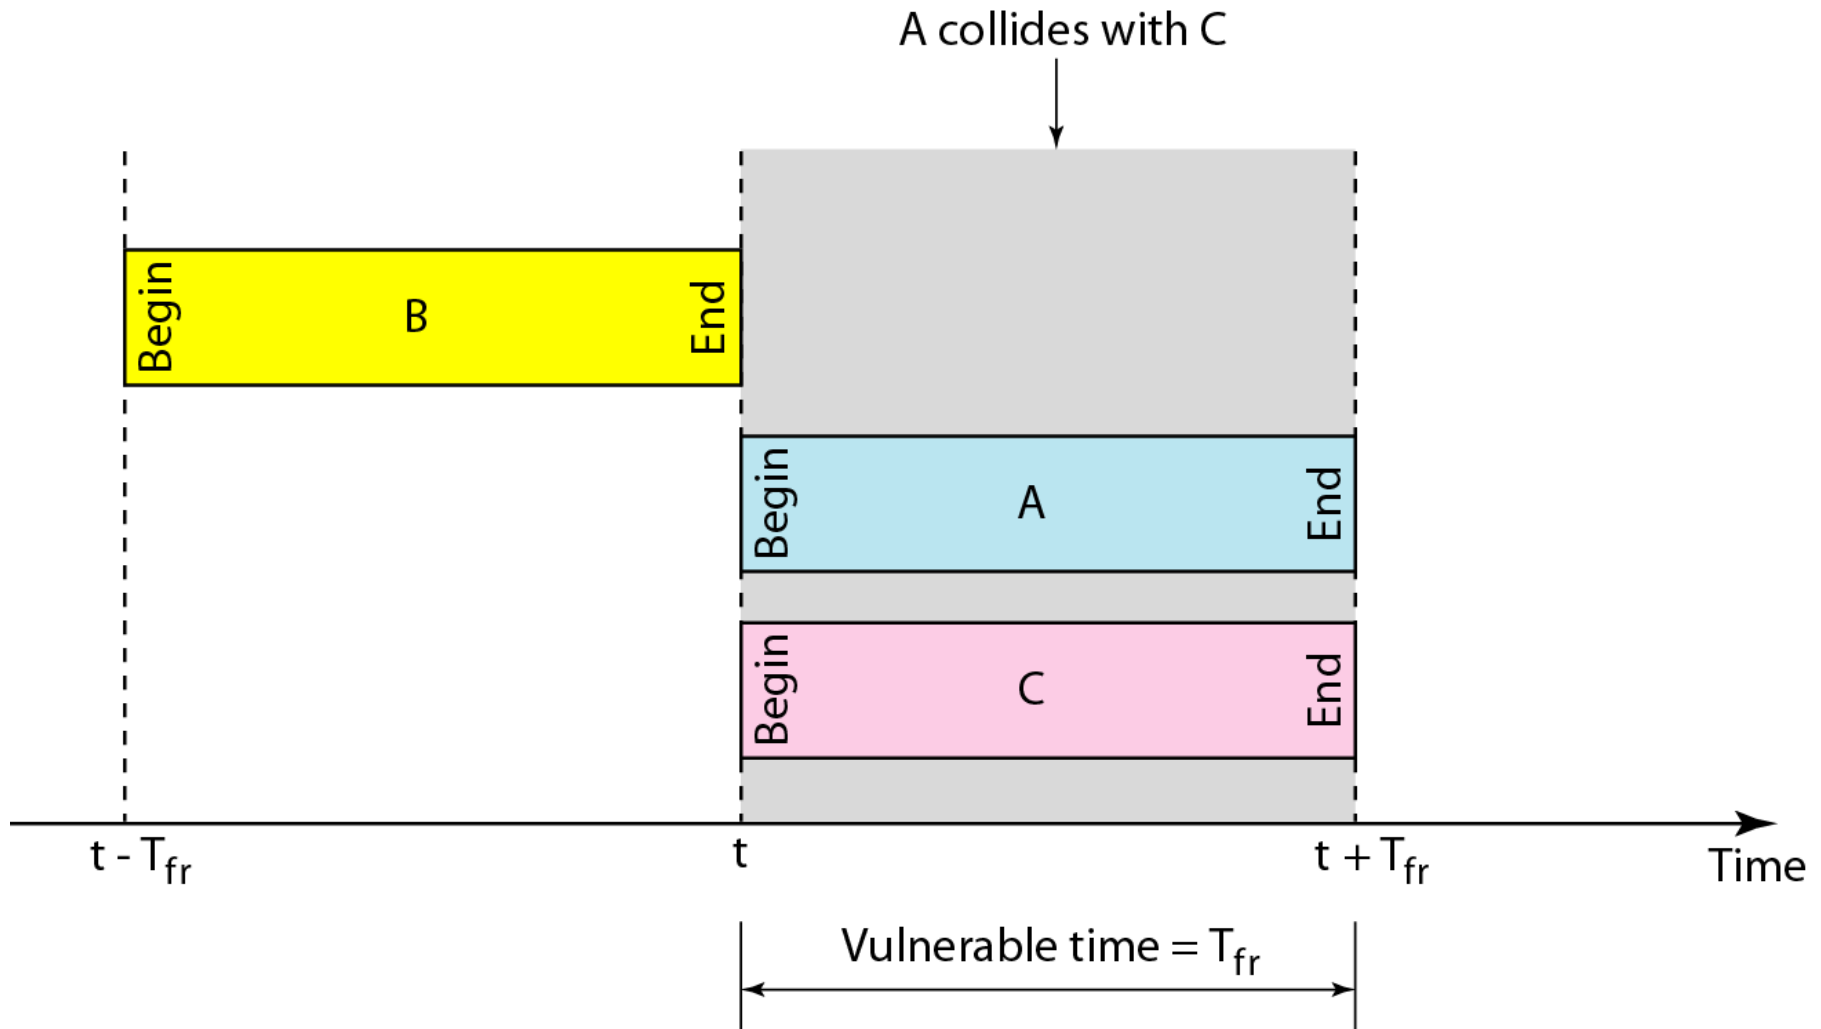 A collides with C
Begin
B
End
Begin
A
End
Begin
C
End
t - Tfr
t
t + Tfr
Time
Vulnerable time = Tfr